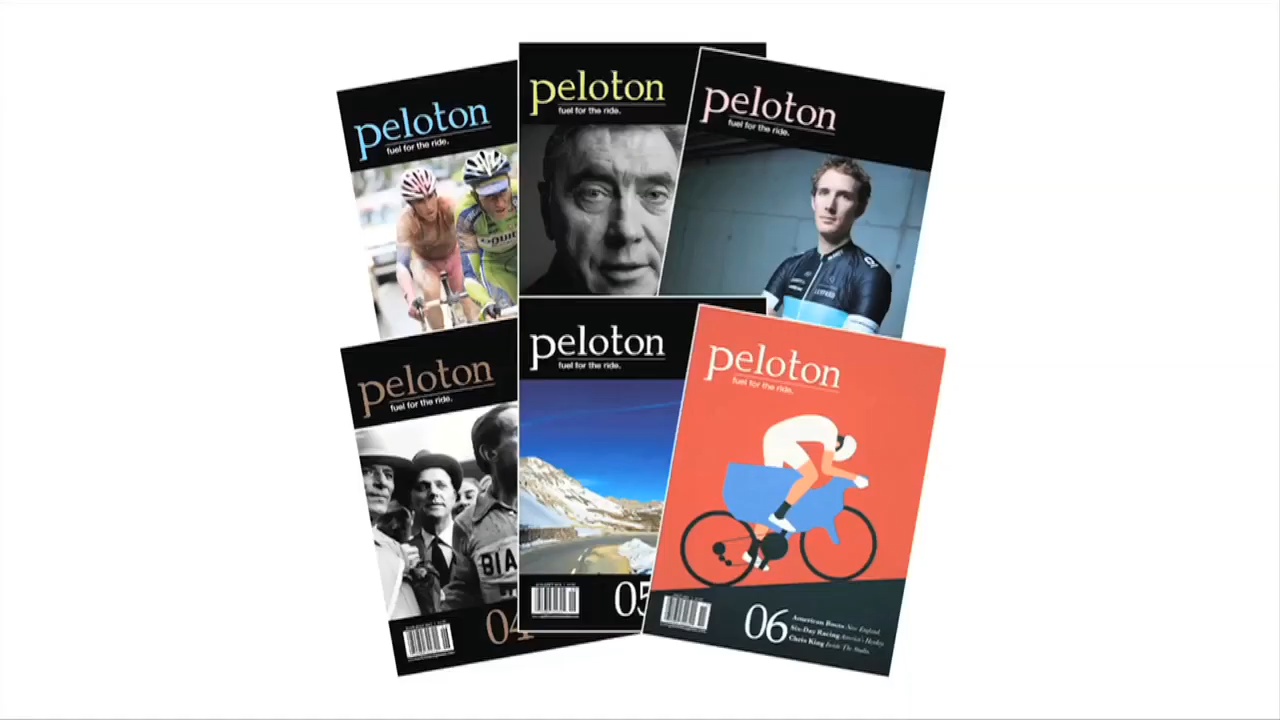 peloton
fuel for the ride.
peloton
fuel for the ride.
peloton
fuel for the ride.
peloton
fuel for the ride.
04
peloton
fuel for the ride.
05
peloton
fuel for the ride.
06
American Roots New England
Six-Day Racing America's Heyday
Chris King Inside The Studio
BIA